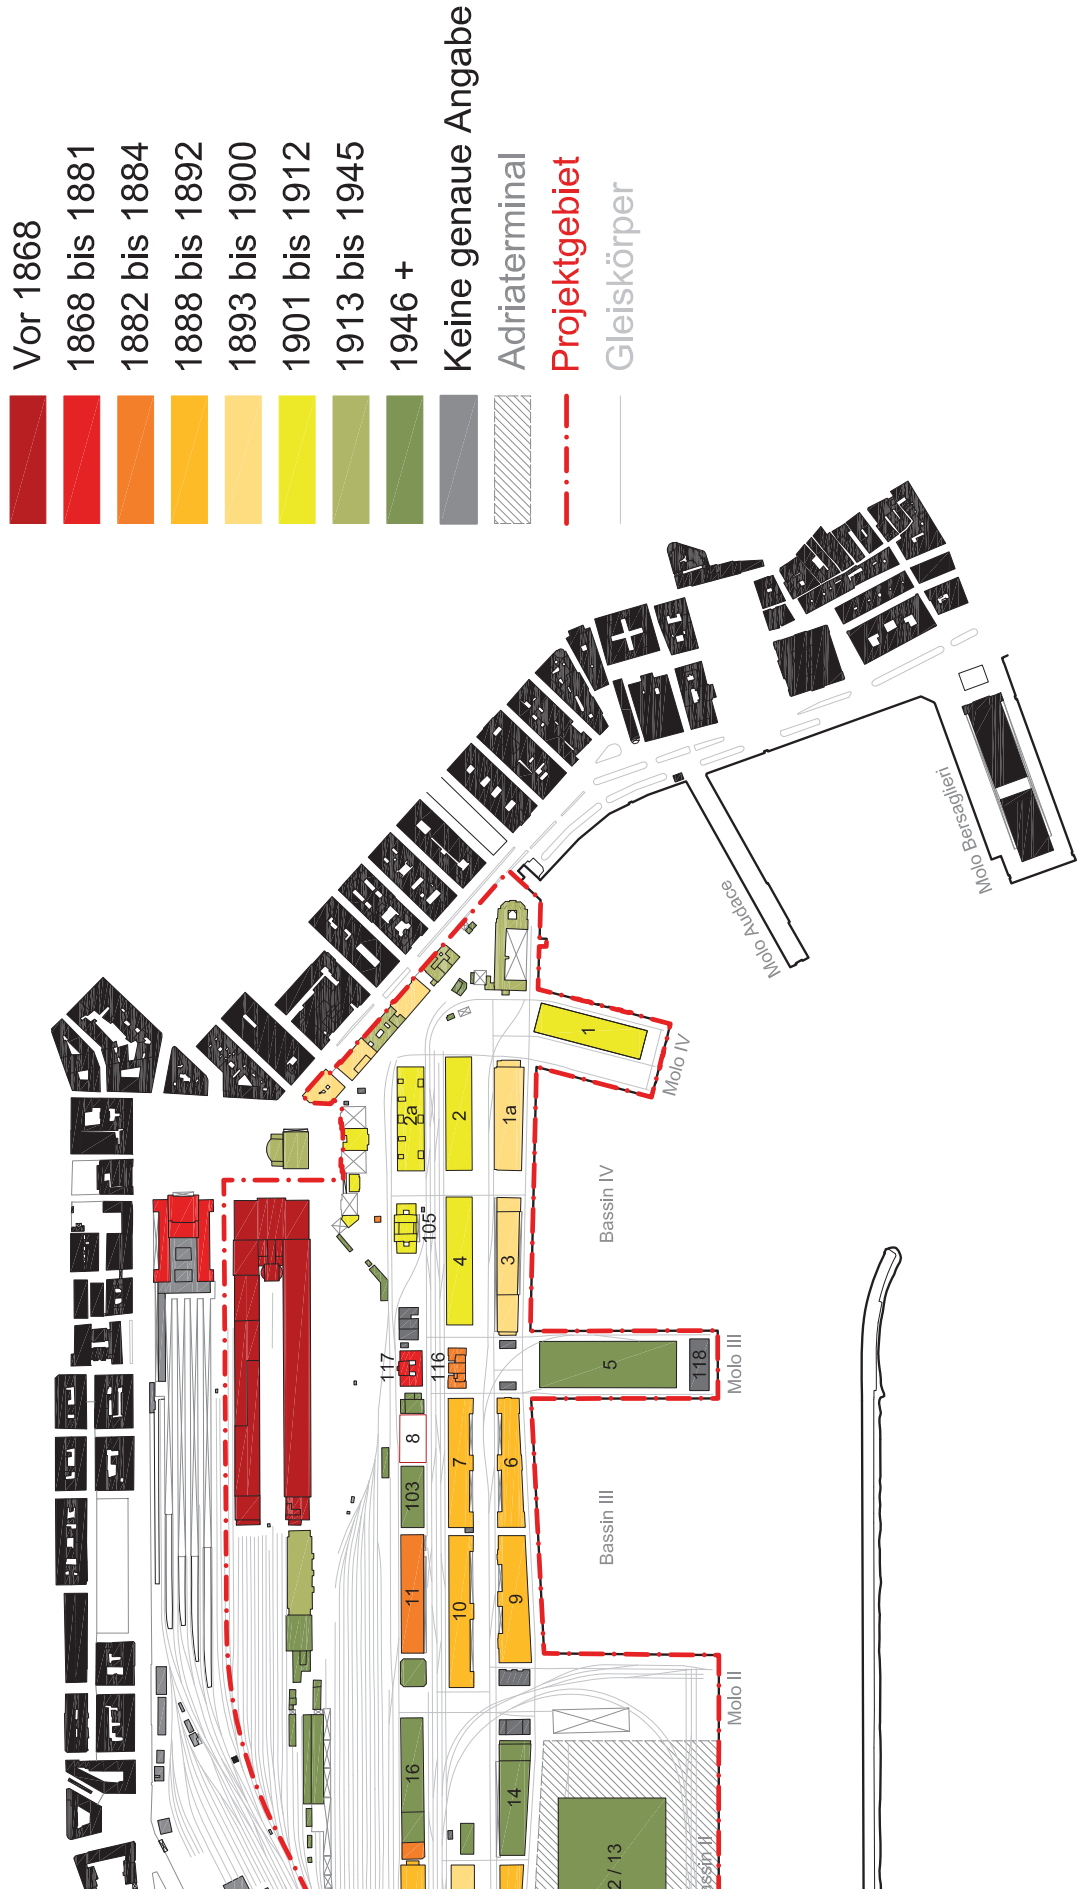 Vor 1868
1868 bis 1881
1882 bis 1884
1888 bis 1892
1893 bis 1900
1901 bis 1912
1913 bis 1945
1946 +
Keine genaue Angabe
Adriaterminal
Projektgebiet
Gleiskörper
Molo Bersaglieri
Molo Audace
Molo IV
1
2a
2
1a
Bassin IV
105
4
3
117
116
5
118
Molo III
8
7
6
103
Bassin III
11
10
9
Molo II
16
14
2 / 13
ssin II